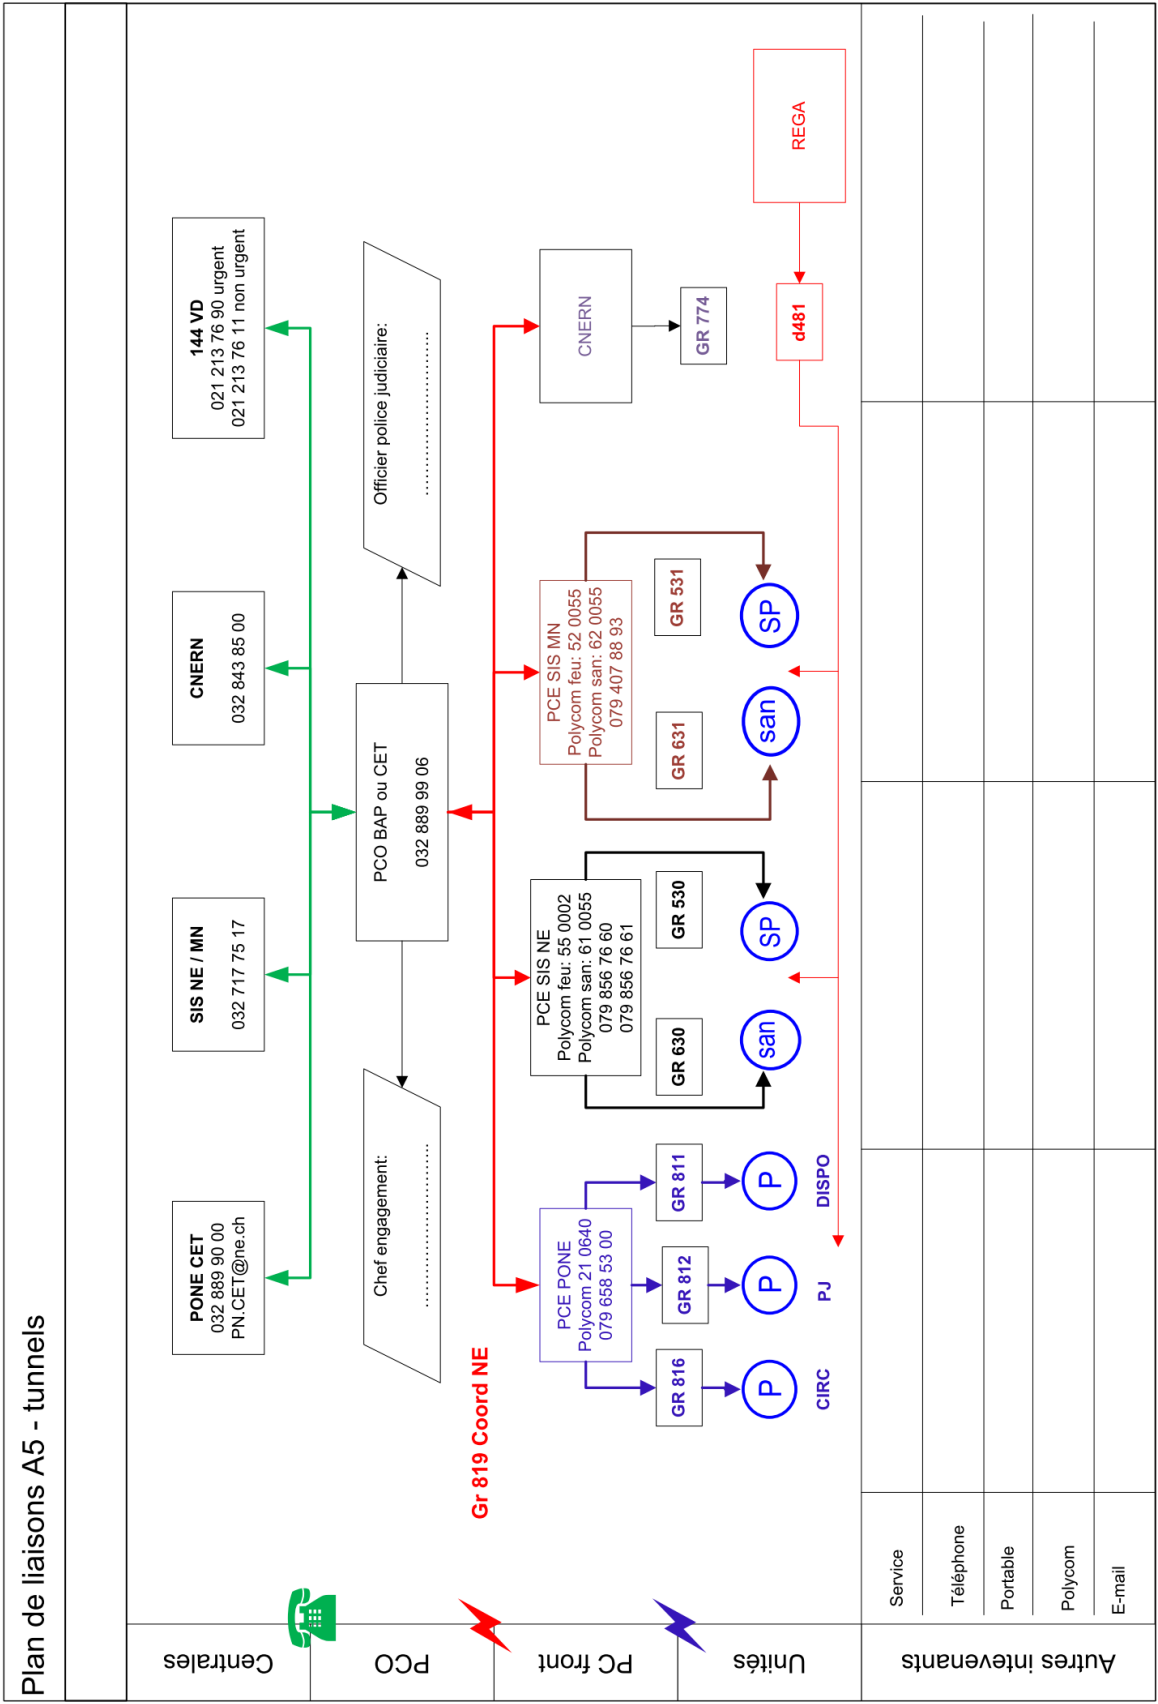 Plan de liaisons A5 - tunnels
Centrales
PONE CET
032 889 90 00
PN.CET@ne.ch
SIS NE / MN
032 717 75 17
CNERN
032 843 85 00
144 VD
021 213 76 90 urgent
021 213 76 11 non urgent
PCO
Chef engagement:
................................
PCO BAP ou CET
032 889 99 06
Officier police judiciaire:
................................
Gr 819 Coord NE
PC front
PCE PONE
Polycom 21 0640
079 658 53 00
PCE SIS NE
Polycom feu: 55 0002
Polycom san: 61 0055
079 856 76 60
079 856 76 61
PCE SIS MN
Polycom feu: 52 0055
Polycom san: 62 0055
079 407 88 93
CNERN
Unités
GR 816
GR 812
GR 811
GR 630
GR 530
GR 631
GR 531
GR 774
P
P
P
san
SP
san
SP
d481
REGA
CIRC
PJ
DISPO
Autres intevenants
Service
Téléphone
Portable
Polycom
E-mail